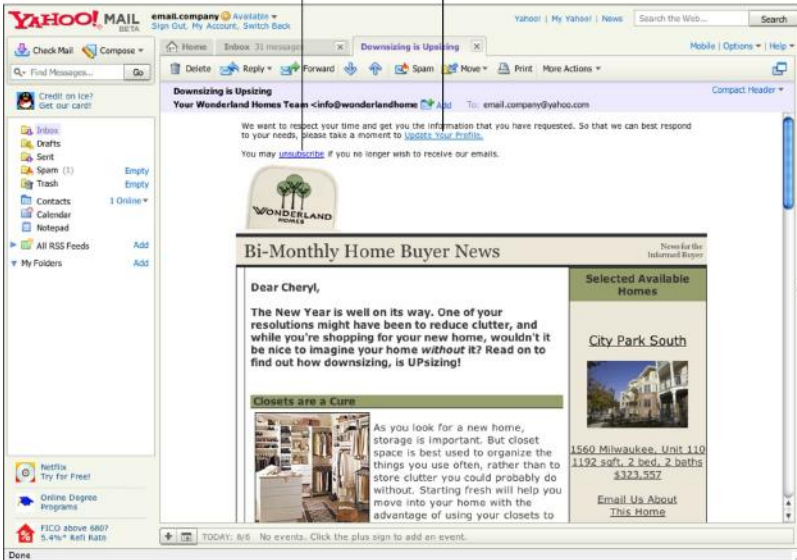 YAHOO! MAIL
BETA
email.company Available
Sign Out, My Account, Switch Back
Yahoo! | My Yahoo! | News
Search the Web...
Search
Check Mail Compose
Home
Inbox 31 messages x
Downsizing is Upsizing X
Mobile | Options | Help
Find Messages...
Go
Delete Reply Forward Spam Move Print More Actions
Credit on Ice?
Get our card!
Downsizing is Upsizing
Compact Header
Your Wonderland Homes Team <info@wonderlandhome Add To: email.company@yahoo.com
Inbox
Drafts
Sent
Spam (1) Empty
Trash Empty
Contacts 1 Online
Calendar
Notepad
All RSS Feeds Add
My Folders Add
We want to respect your time and get you the information that you have requested. So that we can best respond
to your needs, please take a moment to Update Your Profile.
You may unsubscribe if you no longer wish to receive our emails.
WONDERLAND
HOMES
Bi-Monthly Home Buyer News
News for the
Informed Buyer
Dear Cheryl,
The New Year is well on its way. One of your
resolutions might have been to reduce clutter, and
while you're shopping for your new home, wouldn't it
be nice to imagine your home without it? Read on to
find out how downsizing, is UPsizing!
Closets are a Cure
As you look for a new home,
storage is important. But closet
space is best used to organize the
things you use often, rather than to
store clutter you could probably do
without. Starting fresh will help you
move into your home with the
advantage of using your closets to
Selected Available
Homes
City Park South
1560 Milwaukee, Unit 110
1192 sqft, 2 bed, 2 baths
$323,557
Email Us About
This Home
Netflix
Try for Free!
Online Degree
Programs
FICO above 680?
5.4%* Refi Rate
TODAY: 8/6 No events. Click the plus sign to add an event.
Done